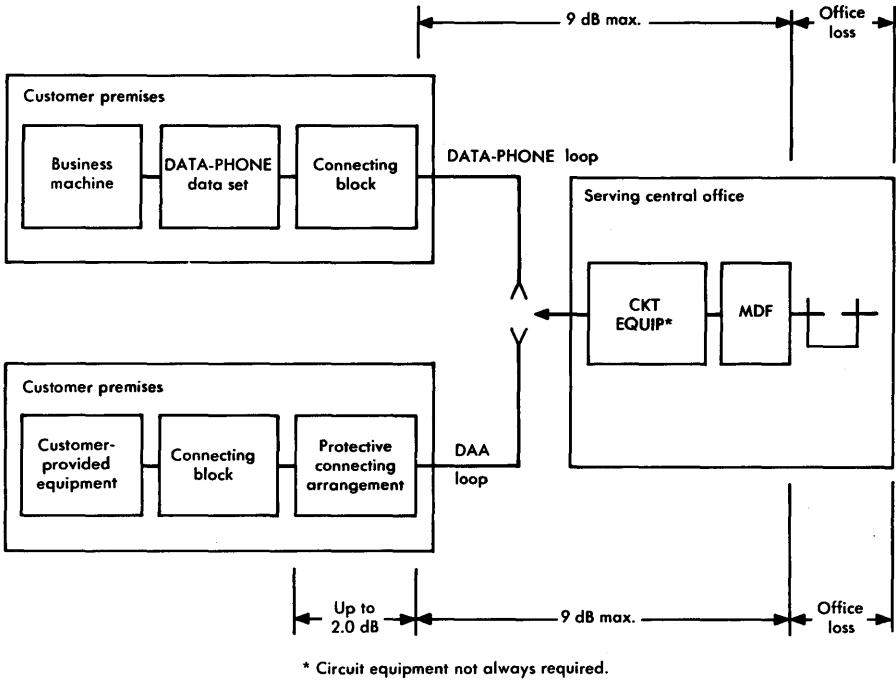 9 dB max.
Office
loss
Customer premises
Business
machine
DATA-PHONE
data set
Connecting
block
DATA-PHONE loop
Serving central office
CKT
EQUIP*
MDF
Customer premises
Customer-
provided
equipment
Connecting
block
Protective
connecting
arrangement
DAA
loop
Up to
2.0 dB
9 dB max.
Office
loss
* Circuit equipment not always required.